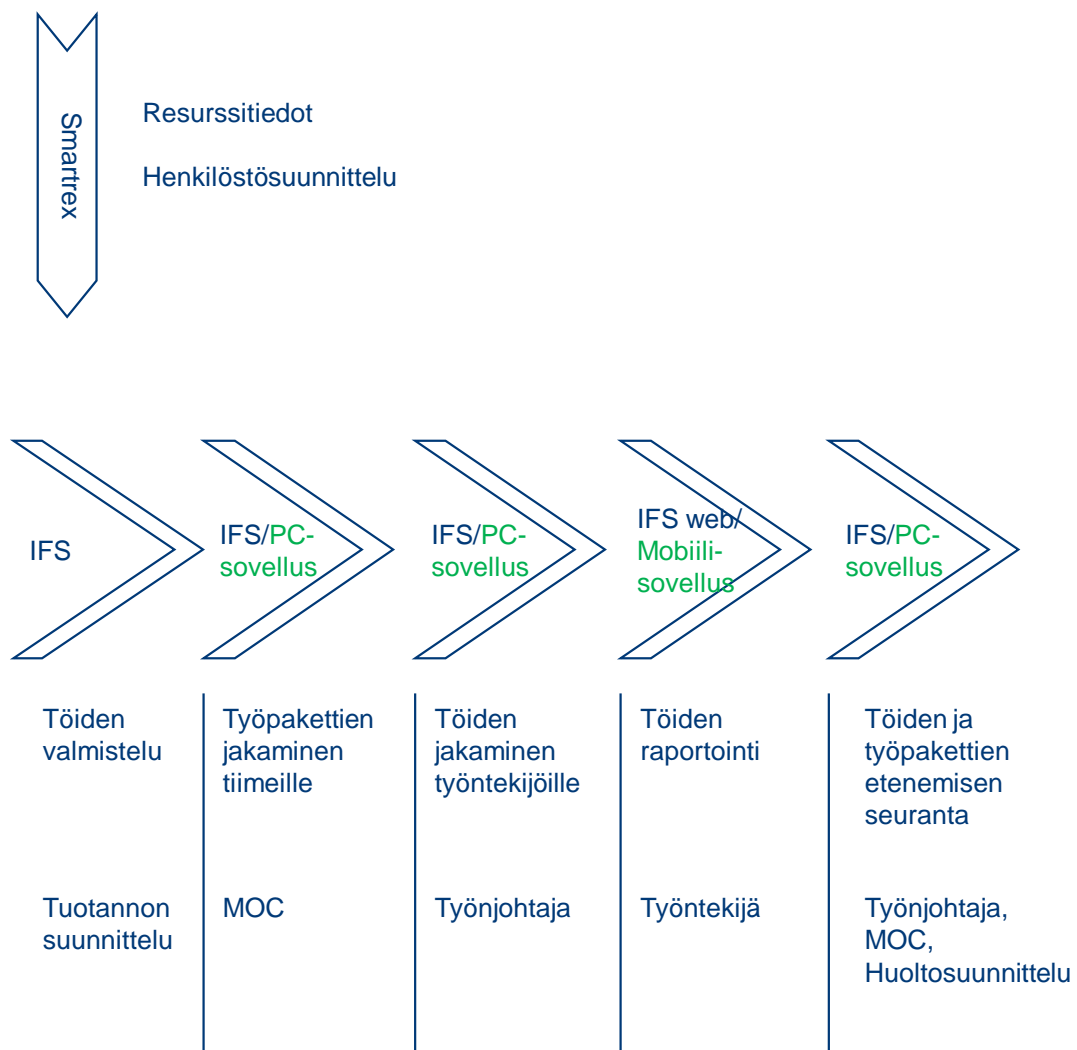 Smartrex
Resurssitiedot
Henkilöstösuunnittelu
IFS
IFS/PC-
sovellus
IFS/PC-
sovellus
IFS web/
Mobiili-
sovellus
IFS/PC-
sovellus
Töiden
valmistelu
Työpakettien
jakaminen
tiimeille
Töiden
jakaminen
työntekijöille
Töiden
raportointi
Töiden ja
työpakettien
etenemisen
seuranta
Tuotannon
suunnittelu
MOC
Työnjohtaja
Työntekijä
Työnjohtaja,
MOC,
Huoltosuunnittelu